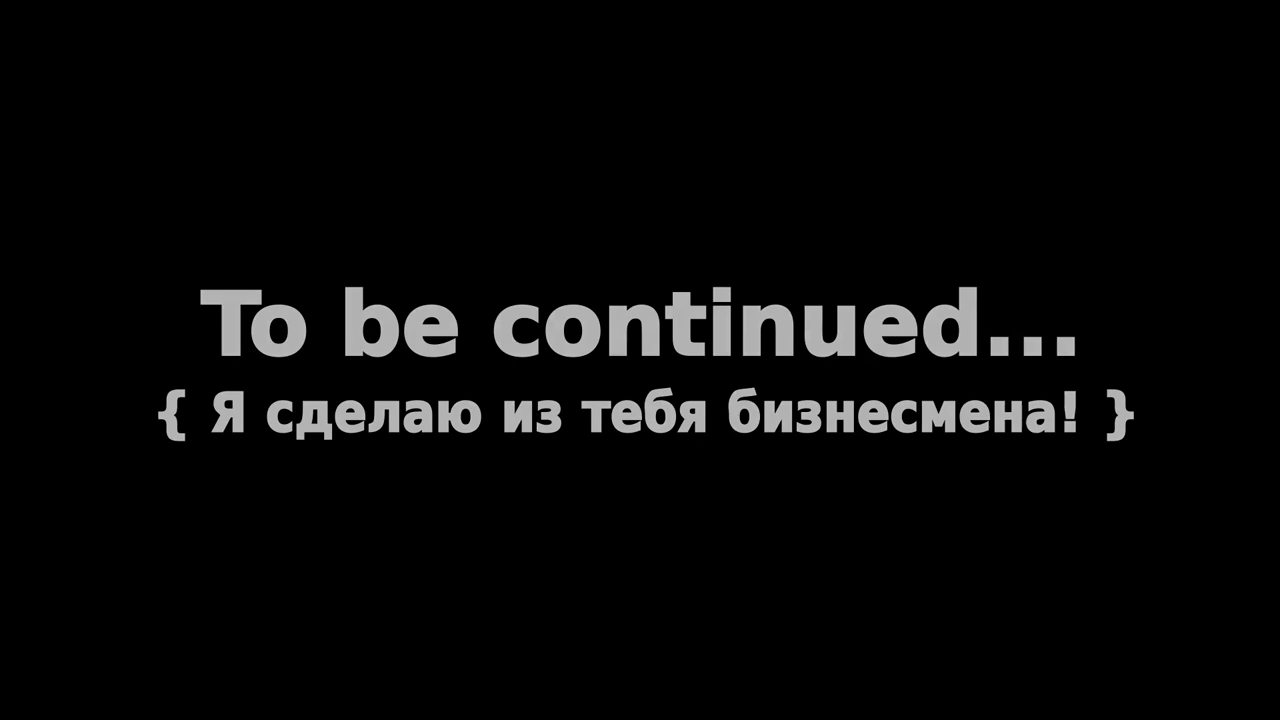 To be continued...
{ Я сделаю из тебя бизнесмена! }